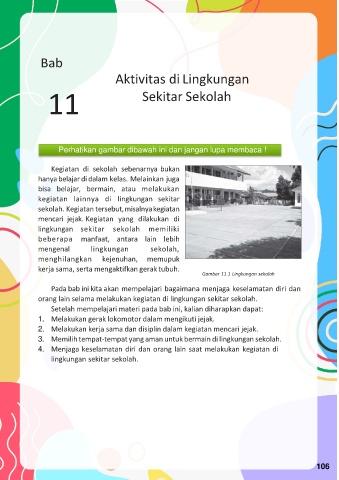 Bab
11
Aktivitas di Lingkungan
Sekitar Sekolah
Perhatikan gambar dibawah ini dan jangan lupa membaca !
Kegiatan di sekolah sebenarnya bukan
hanya belajar di dalam kelas. Melainkan juga
bisa belajar, bermain, atau melakukan
kegiatan lainnya di lingkungan sekitar
sekolah. Kegiatan tersebut, misalnya kegiatan
mencari jejak. Kegiatan yang dilakukan di
lingkungan sekitar sekolah memiliki
beberapa manfaat, antara lain lebih
mengenal lingkungan sekolah,
menghilangkan kejenuhan, memupuk
kerja sama, serta mengaktifkan gerak tubuh.
Gambar 11.1 Lingkungan sekolah
Pada bab ini kita akan mempelajari bagaimana menjaga keselamatan diri dan
orang lain selama melakukan kegiatan di lingkungan sekitar sekolah.
Setelah mempelajari materi pada bab ini, kalian diharapkan dapat:
1. Melakukan gerak lokomotor dalam mengikuti jejak.
2. Melakukan kerja sama dan disiplin dalam kegiatan mencari jejak.
3. Memilih tempat-tempat yang aman untuk bermain di lingkungan sekolah.
4. Menjaga keselamatan diri dan orang lain saat melakukan kegiatan di
lingkungan sekitar sekolah.
106